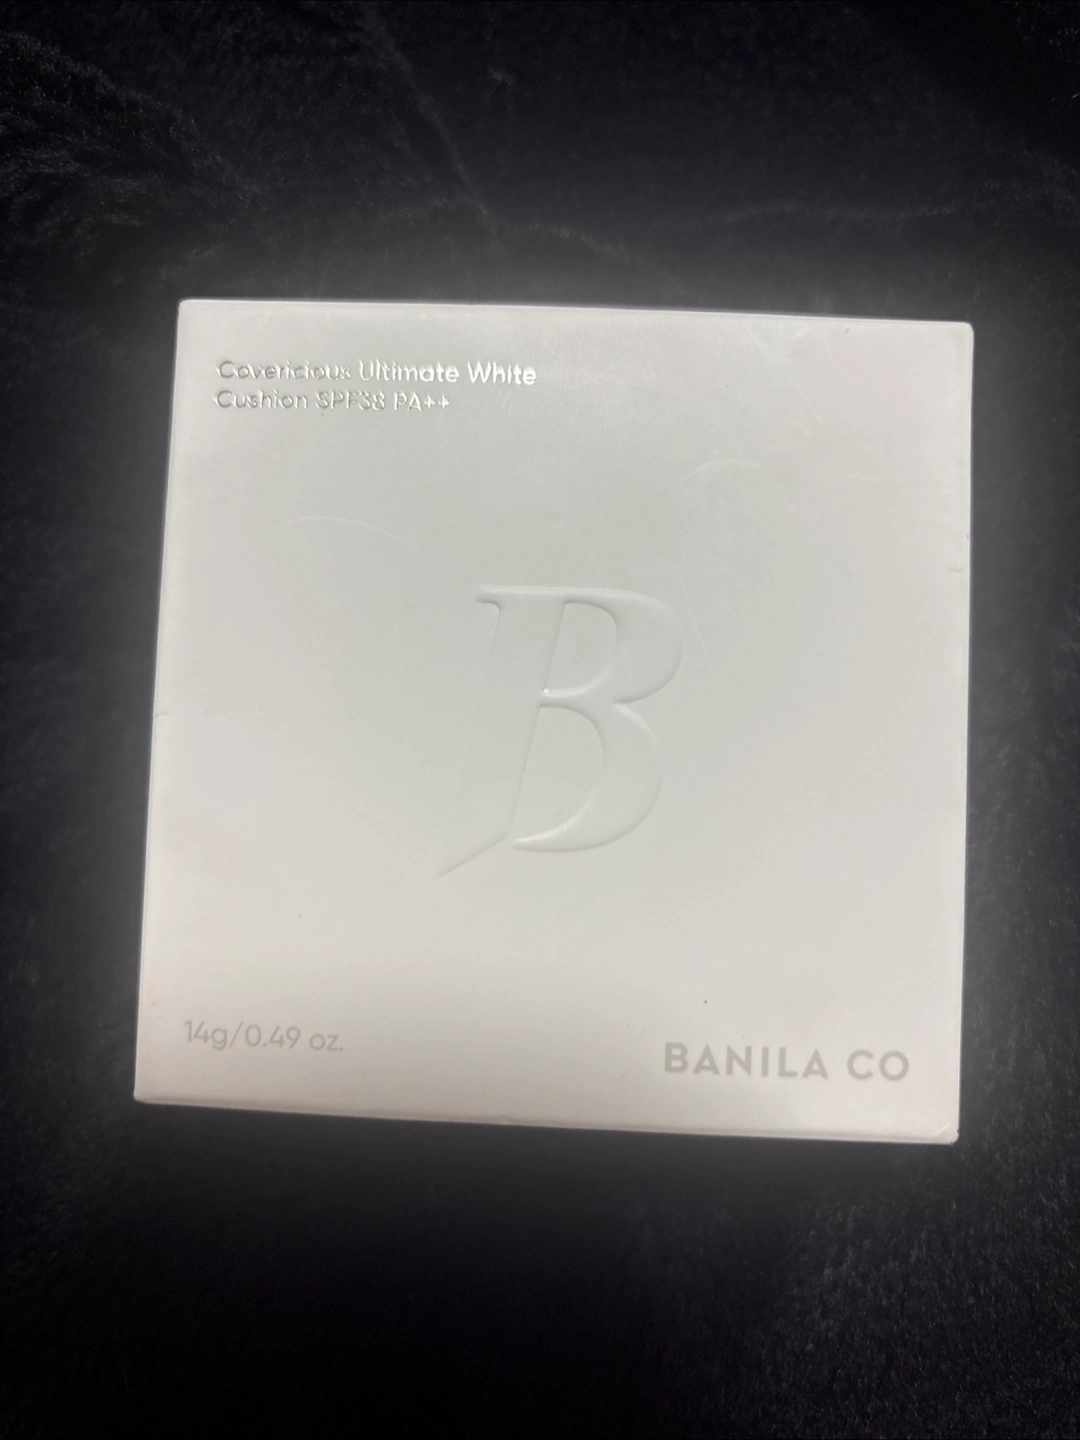 Covericious Ultimate White
Cushion SPF38 PA++
B
14g/0.49 oz.
BANILA CO